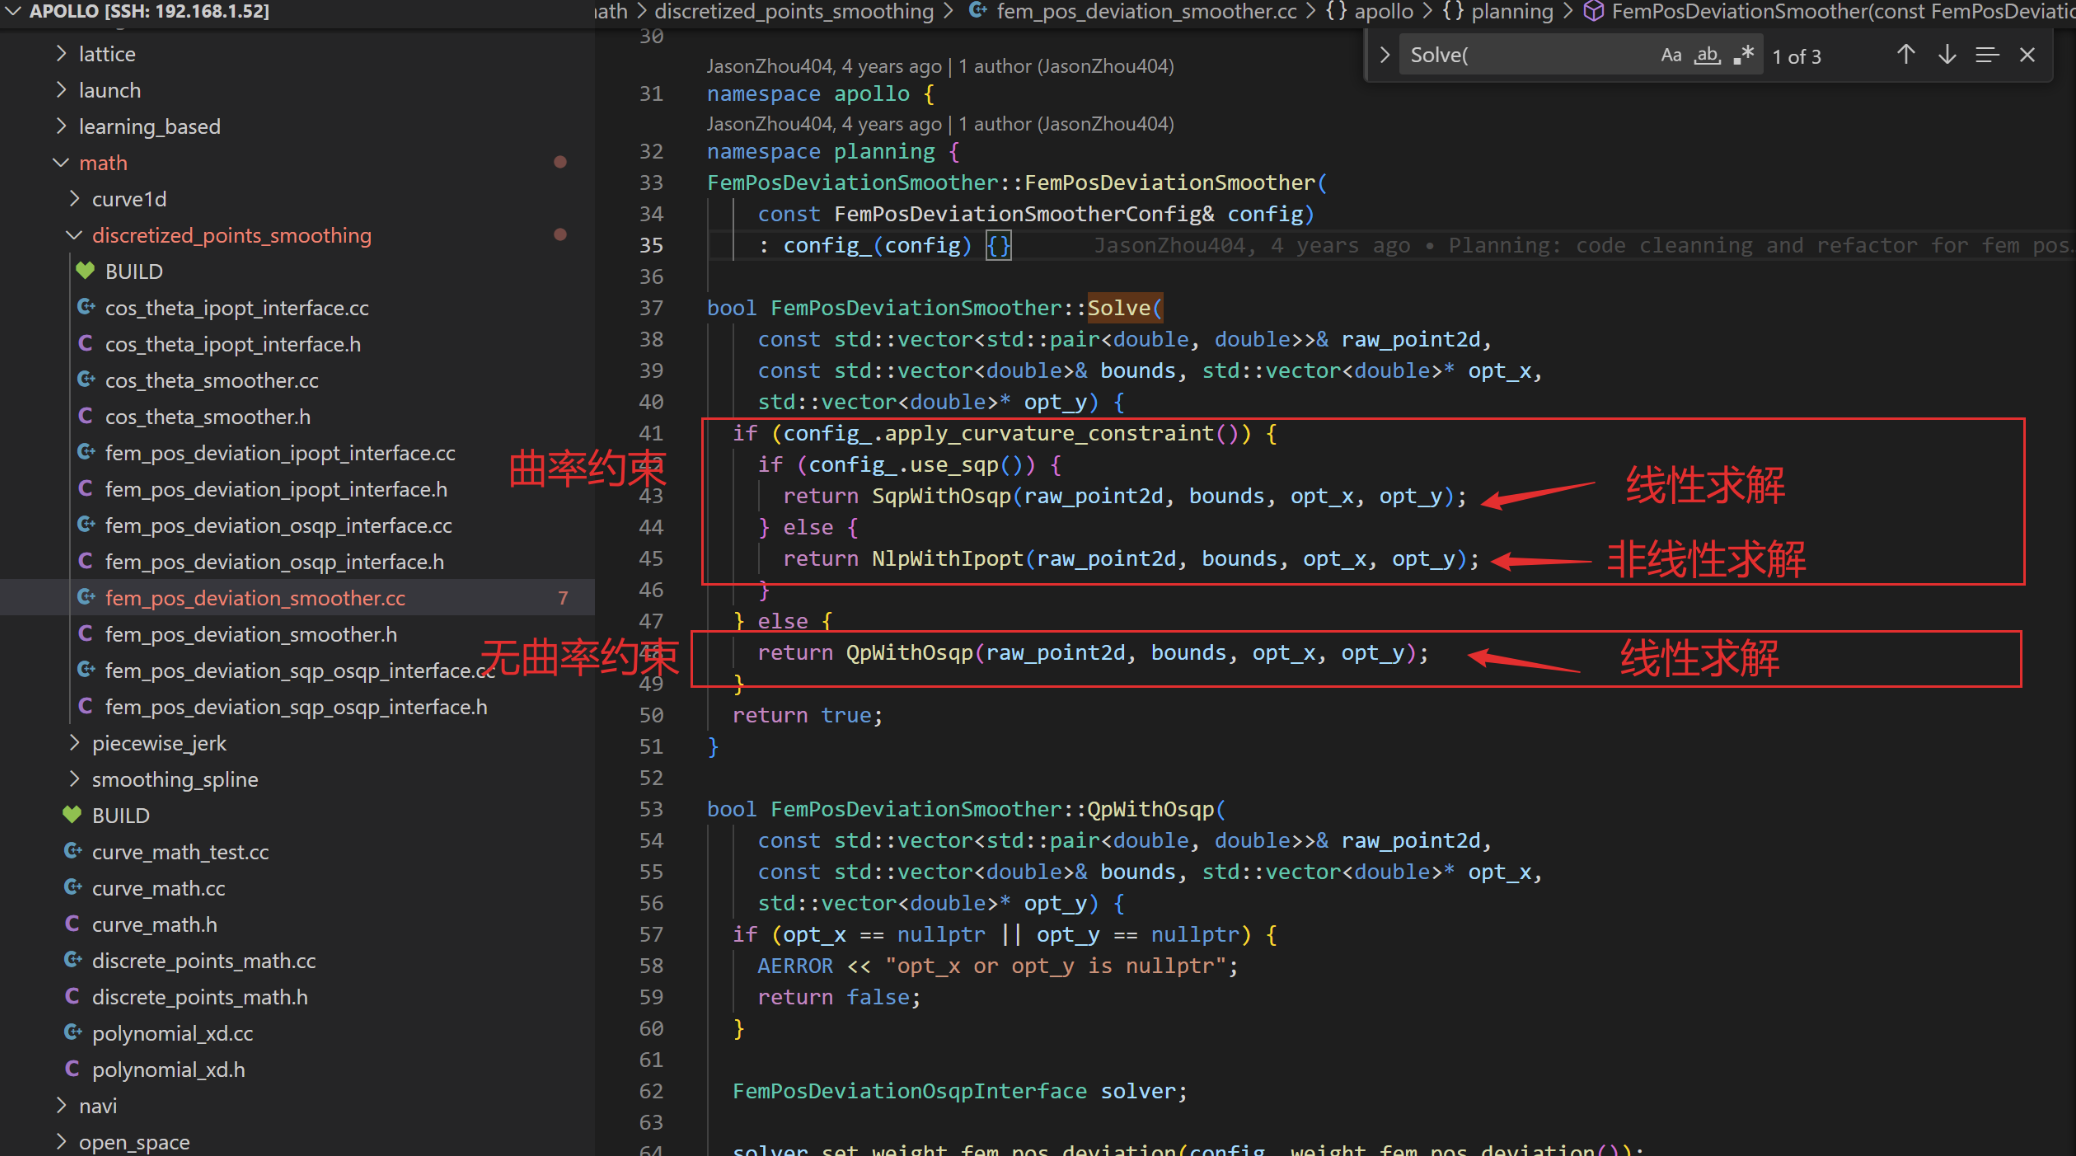 APOLLO [SSH: 192.168.1.52]
lattice
launch
learning_based
math
curve1d
discretized_points_smoothing
BUILD
cos_theta_ipopt_interface.cc
cos_theta_ipopt_interface.h
cos_theta_smoother.cc
cos_theta_smoother.h
fem_pos_deviation_ipopt_interface.cc
fem_pos_deviation_ipopt_interface.h
fem_pos_deviation_osqp_interface.cc
fem_pos_deviation_osqp_interface.h
fem_pos_deviation_smoother.cc 7
fem_pos_deviation_smoother.h
fem_pos_deviation_sqp_osqp_interface.cc
fem_pos_deviation_sqp_osqp_interface.h
piecewise_jerk
smoothing_spline
BUILD
curve_math_test.cc
curve_math.cc
curve_math.h
discrete_points_math.cc
discrete_points_math.h
polynomial_xd.cc
polynomial_xd.h
navi
open_space
math > discretized_points_smoothing > fem_pos_deviation_smoother.cc > {} apollo > {} planning > FemPosDeviationSmoother(const FemPosDeviatio
Solve( Aa ab .* 1 of 3
30
JasonZhou404, 4 years ago | 1 author (JasonZhou404)
31 namespace apollo {
JasonZhou404, 4 years ago | 1 author (JasonZhou404)
32 namespace planning {
33 FemPosDeviationSmoother::FemPosDeviationSmoother(
34 const FemPosDeviationSmootherConfig& config)
35 : config_(config) {} JasonZhou404, 4 years ago • Planning: code cleanning and refactor for fem pos
36
37 bool FemPosDeviationSmoother::Solve(
38 const std::vector<std::pair<double, double>>& raw_point2d,
39 const std::vector<double>& bounds, std::vector<double>* opt_x,
40 std::vector<double>* opt_y) {
41 if (config_.apply_curvature_constraint()) {
曲率约束
42 if (config_.use_sqp()) {
43 return SqpWithOsqp(raw_point2d, bounds, opt_x, opt_y); 线性求解
44 } else {
45 return NlpWithIpopt(raw_point2d, bounds, opt_x, opt_y); 非线性求解
46 }
47 } else {
无曲率约束
48 return QpWithOsqp(raw_point2d, bounds, opt_x, opt_y); 线性求解
49 }
50 return true;
51 }
52
53 bool FemPosDeviationSmoother::QpWithOsqp(
54 const std::vector<std::pair<double, double>>& raw_point2d,
55 const std::vector<double>& bounds, std::vector<double>* opt_x,
56 std::vector<double>* opt_y) {
57 if (opt_x == nullptr || opt_y == nullptr) {
58 AERROR << "opt_x or opt_y is nullptr";
59 return false;
60 }
61
62 FemPosDeviationOsqpInterface solver;
63
64 solver.set_weight_fem_pos_deviation(config_.weight_fem_pos_deviation());